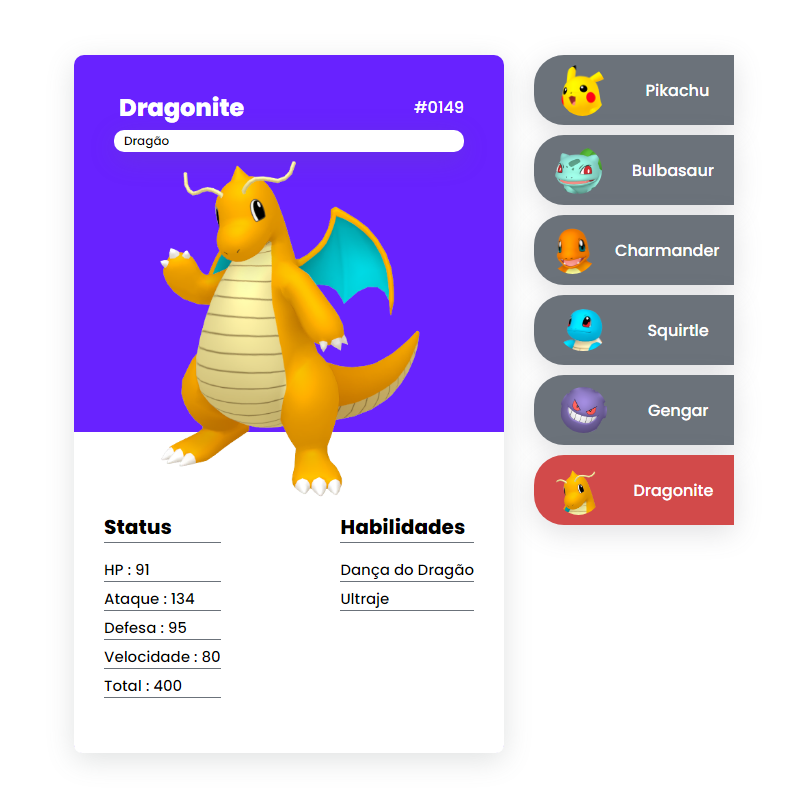 Dragonite
#0149
Dragão
Status
HP : 91
Ataque : 134
Defesa : 95
Velocidade : 80
Total : 400
Habilidades
Dança do Dragão
Ultraje
Pikachu
Bulbasaur
Charmander
Squirtle
Gengar
Dragonite